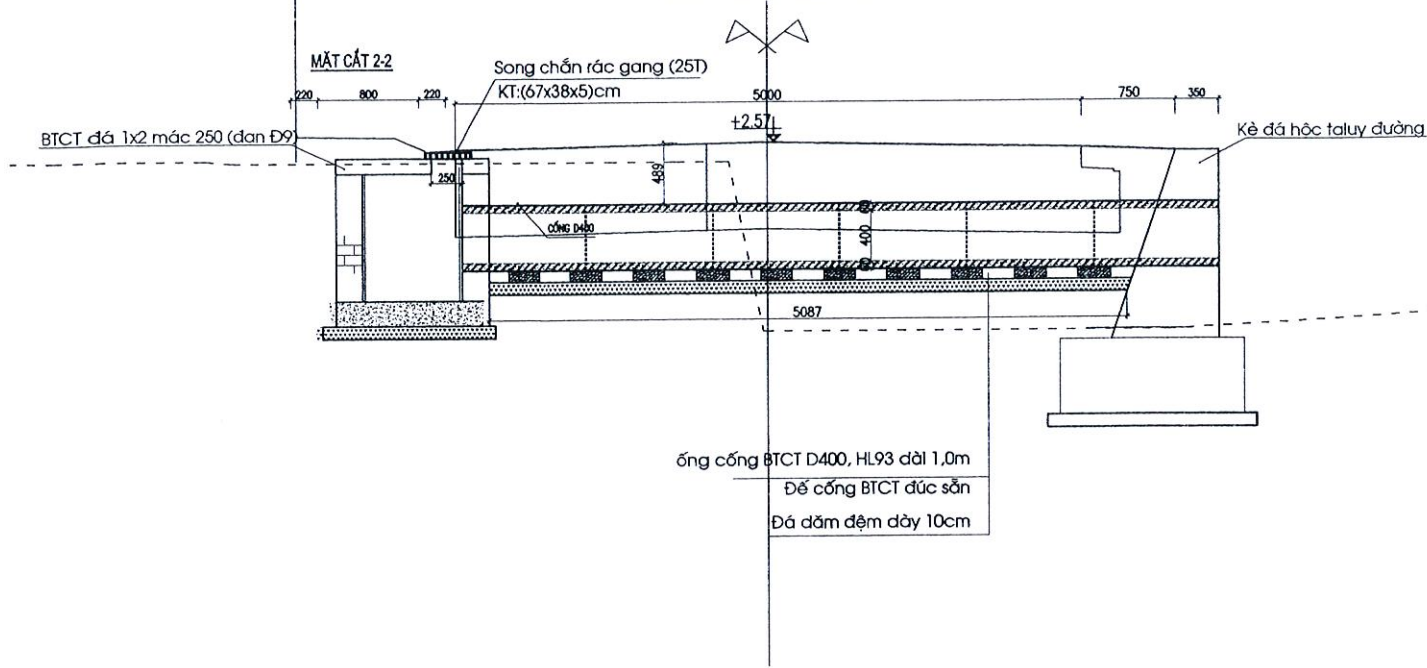 MẶT CẮT 2-2
Song chắn rác gang (25T)
KT:(67x38x5)cm
220
800
220
5000
750
350
+2.57
BTCT đá 1x2 mác 250 (đan Đ9)
Kè đá hộc taluy đường
250
489
60
CỐNG D400
400
60
5087
ống cống BTCT D400, HL93 dài 1,0m
Đế cống BTCT đúc sẵn
Đá dăm đệm dày 10cm